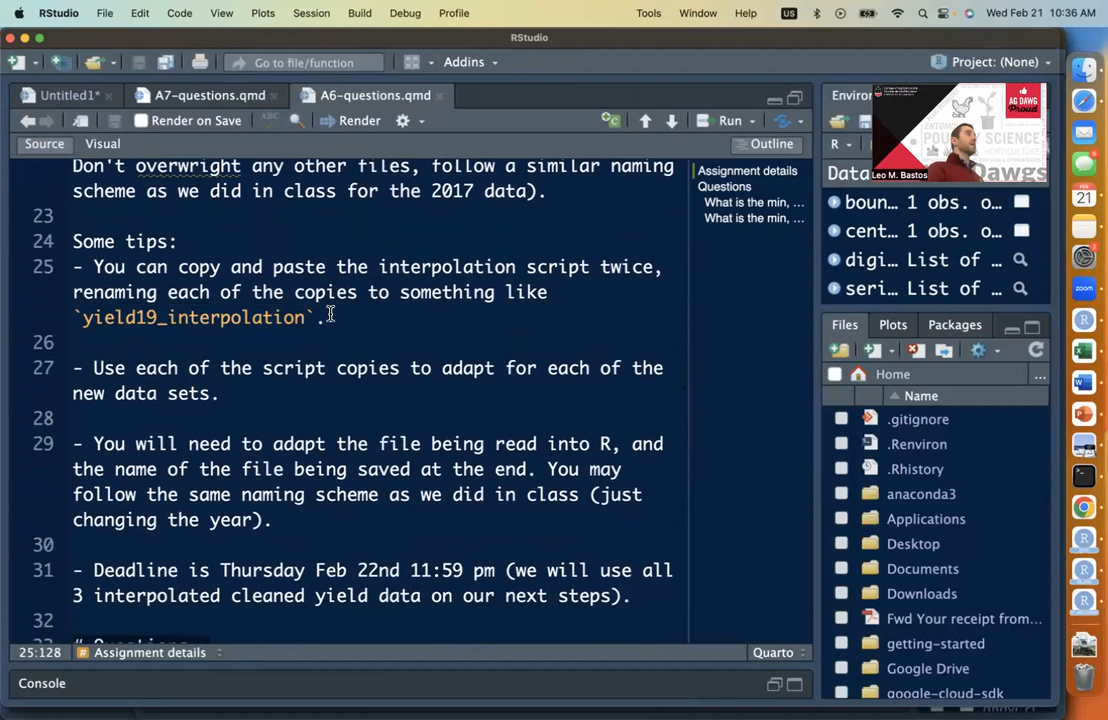 RStudio File Edit Code View Plots Session Build Debug Profile Tools Window Help US Wed Feb 21 10:36 AM
RStudio
Go to file/function Addins Project: (None)
Untitled1* A7-questions.qmd A6-questions.qmd
Render on Save ABC Render Run
Source Visual Outline
Don't overwright any other files, follow a similar naming
scheme as we did in class for the 2017 data).
23
24 Some tips:
25 - You can copy and paste the interpolation script twice,
renaming each of the copies to something like
`yield19_interpolation`.
26
27 - Use each of the script copies to adapt for each of the
new data sets.
28
29 - You will need to adapt the file being read into R, and
the name of the file being saved at the end. You may
follow the same naming scheme as we did in class (just
changing the year).
30
31 - Deadline is Thursday Feb 22nd 11:59 pm (we will use all
3 interpolated cleaned yield data on our next steps).
32
33 # Questions
25:128 Assignment details Quarto
Console
Assignment details
Questions
What is the min, ...
What is the min, ...
Enviro
R
Data
boun... 1 obs. o...
cent... 1 obs. o...
digi... List of ...
seri... List of ...
AG DAWG
Proud
SCIENCE
Dawgs
Leo M. Bastos
Files Plots Packages
Home ...
Name
.gitignore
.Renviron
.Rhistory
anaconda3
Applications
Desktop
Documents
Downloads
Fwd Your receipt from...
getting-started
Google Drive
google-cloud-sdk
zoom